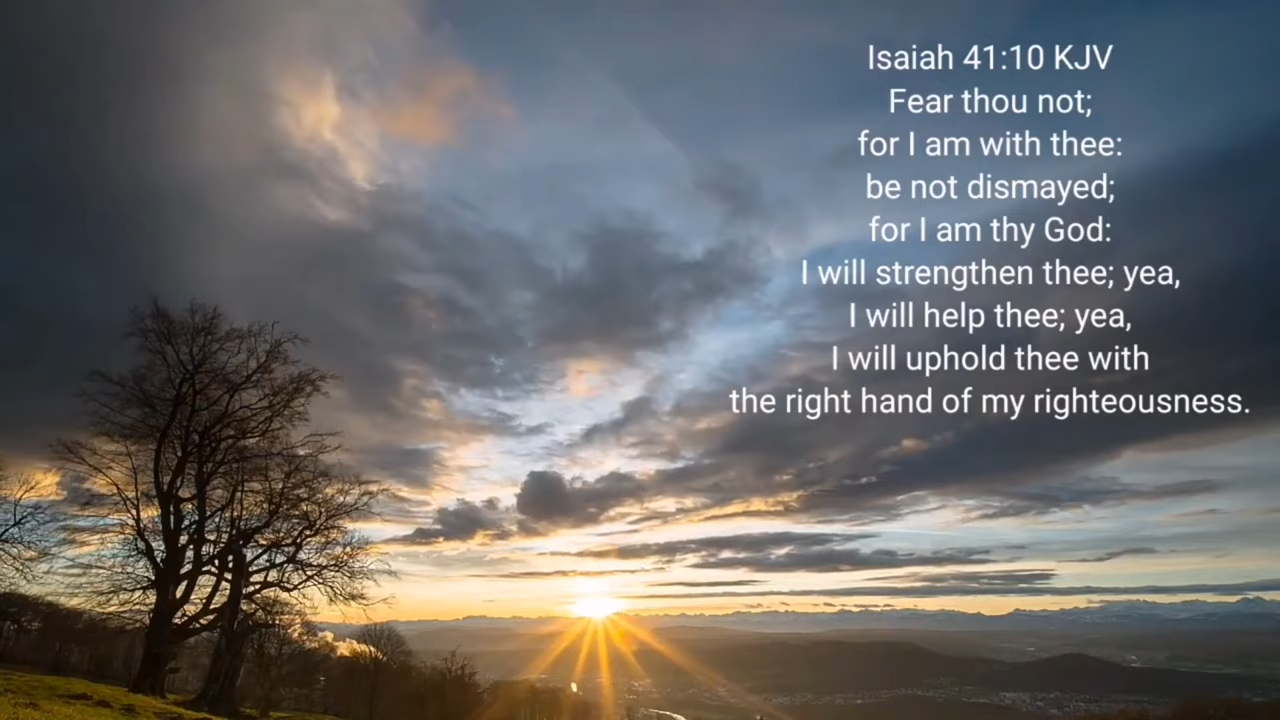 Isaiah 41:10 KJV
Fear thou not;
for I am with thee:
be not dismayed;
for I am thy God:
I will strengthen thee; yea,
I will help thee; yea,
I will uphold thee with
the right hand of my righteousness.